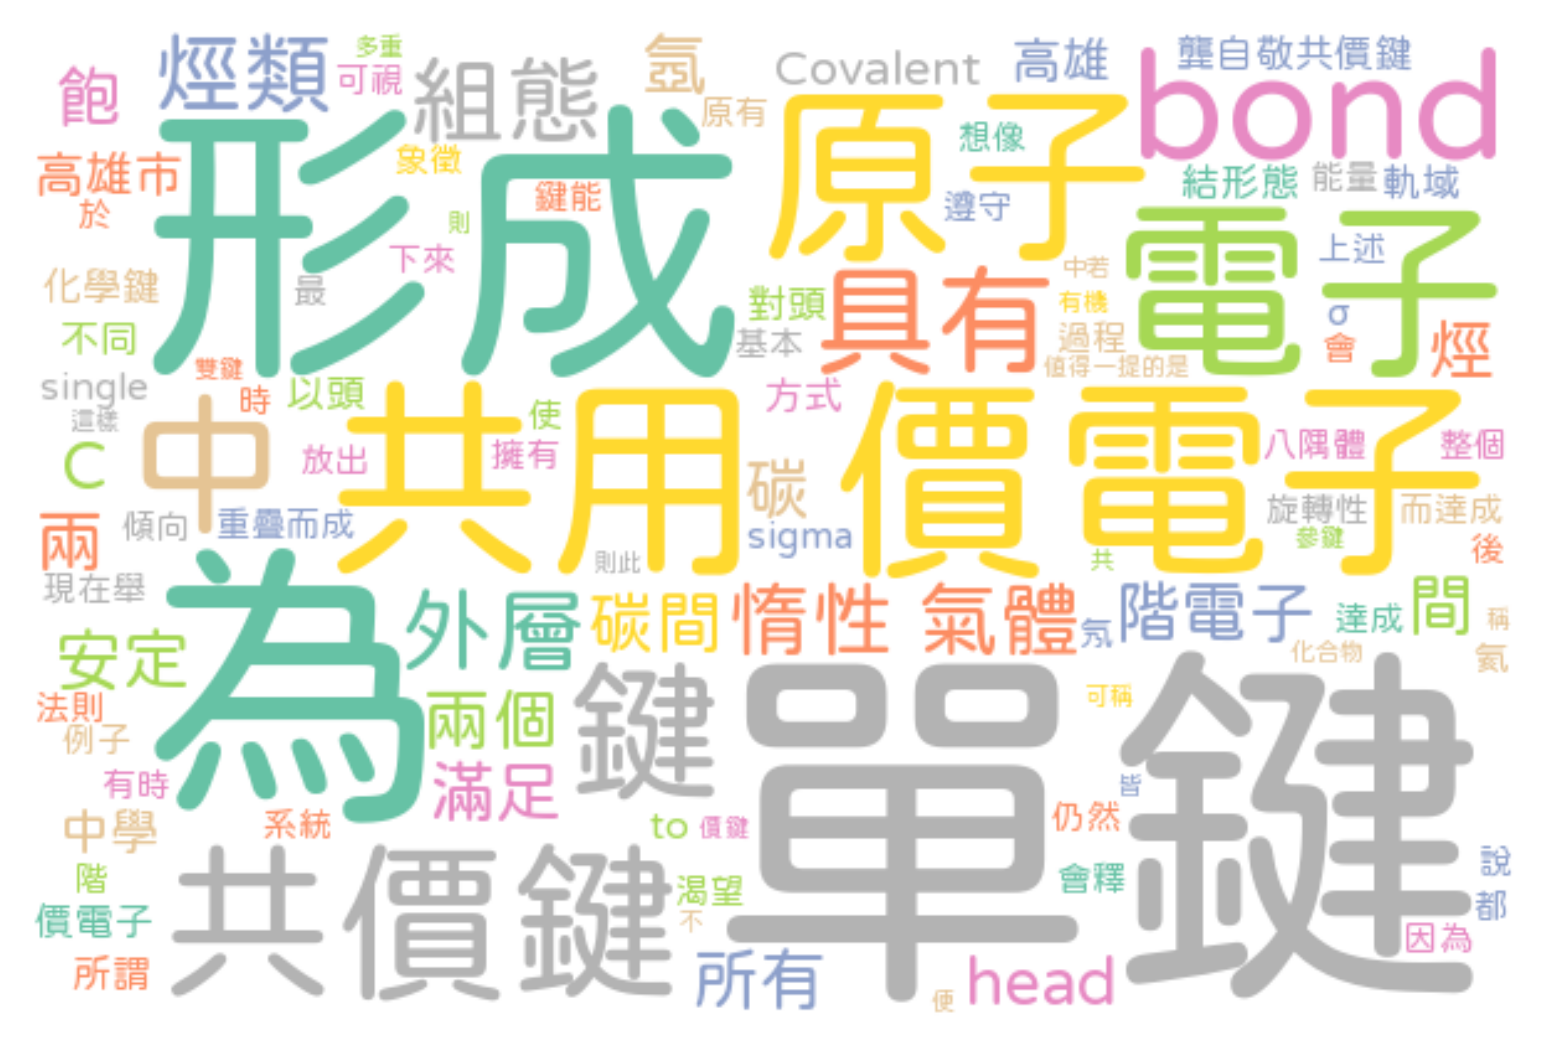 多重
飽
烴類
可視
組態
氬
原有
Covalent
高雄
龔自敬共價鍵
bond
高雄市
於
形成
象徵
鍵能
則
下來
原子
想像
遵守
結形態
能量
軌域
化學鍵
最
不同
雙鍵
對頭
基本
具有
中若
有機
過程
值得一提的是
電子
上述
σ
會
烴
single
這樣
時
以頭
使
方式
C
中
放出
共用
擁有
碳
sigma
價電子
八隅體
整個
旋轉性
而達成
參鍵
後
兩
傾向
重疊而成
則此
共
現在舉
為
外層
碳間
惰性
氣體
氖
階電子
達成
間
稱
化合物
氦
安定
法則
例子
兩個
鍵
單鍵
可稱
有時
滿足
皆
中學
系統
to
價鍵
仍然
階
共價鍵
渴望
不
會釋
說
都
價電子
所謂
所有
便
head
因為